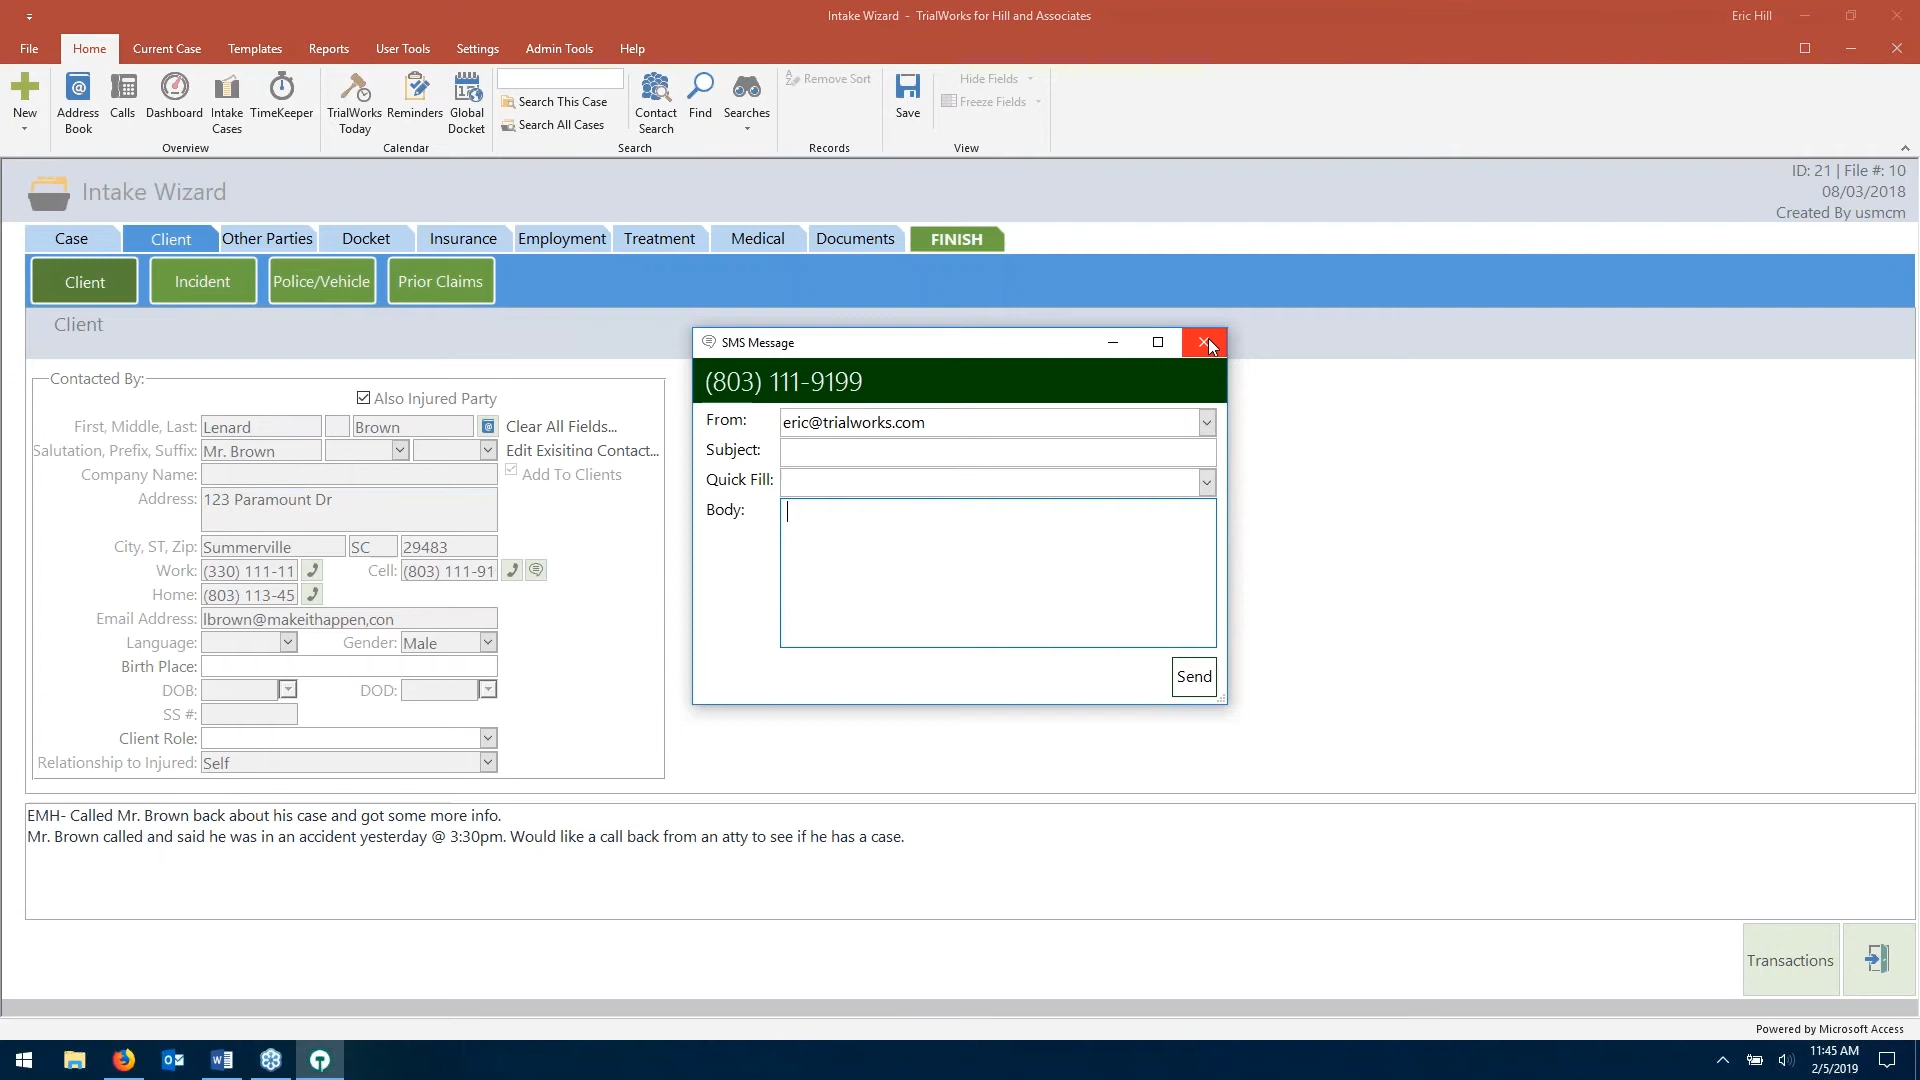 Intake Wizard - TrialWorks for Hill and Associates
Eric Hill
File Home Current Case Templates Reports User Tools Settings Admin Tools Help
New
Address Book
Calls
Dashboard
Intake Cases
TimeKeeper
Overview
TrialWorks Today
Reminders
Global Docket
Calendar
Search This Case
Search All Cases
Contact Search
Find
Searches
Search
Remove Sort
Records
Save
Hide Fields
Freeze Fields
View
Intake Wizard
ID: 21 | File #: 10
08/03/2018
Created By usmcm
Case Client Other Parties Docket Insurance Employment Treatment Medical Documents FINISH
Client Incident Police/Vehicle Prior Claims
Client
Contacted By:
Also Injured Party
First, Middle, Last: Lenard Brown Clear All Fields...
Salutation, Prefix, Suffix: Mr. Brown Edit Exisiting Contact...
Company Name: Add To Clients
Address: 123 Paramount Dr
City, ST, Zip: Summerville SC 29483
Work: (330) 111-11 Cell: (803) 111-91
Home: (803) 113-45
Email Address: lbrown@makeithappen,con
Language: Gender: Male
Birth Place:
DOB: DOD:
SS #:
Client Role:
Relationship to Injured: Self
SMS Message
(803) 111-9199
From: eric@trialworks.com
Subject:
Quick Fill:
Body:
Send
EMH- Called Mr. Brown back about his case and got some more info.
Mr. Brown called and said he was in an accident yesterday @ 3:30pm. Would like a call back from an atty to see if he has a case.
Transactions
Powered by Microsoft Access
11:45 AM
2/5/2019